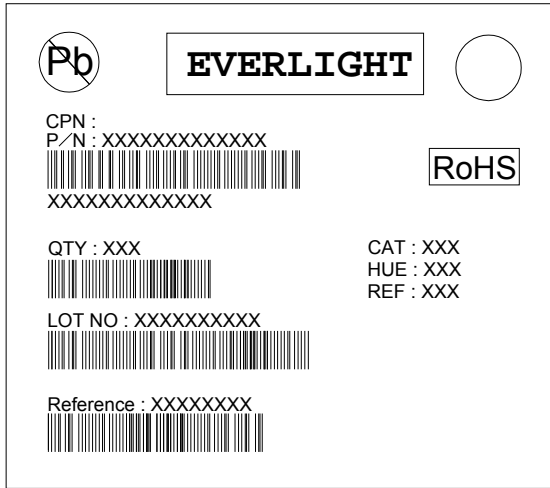 Pb
EVERLIGHT
CPN :
P/N : XXXXXXXXXXXXX
RoHS
XXXXXXXXXXXXX
QTY : XXX
CAT : XXX
HUE : XXX
REF : XXX
LOT NO : XXXXXXXXXX
Reference : XXXXXXXX